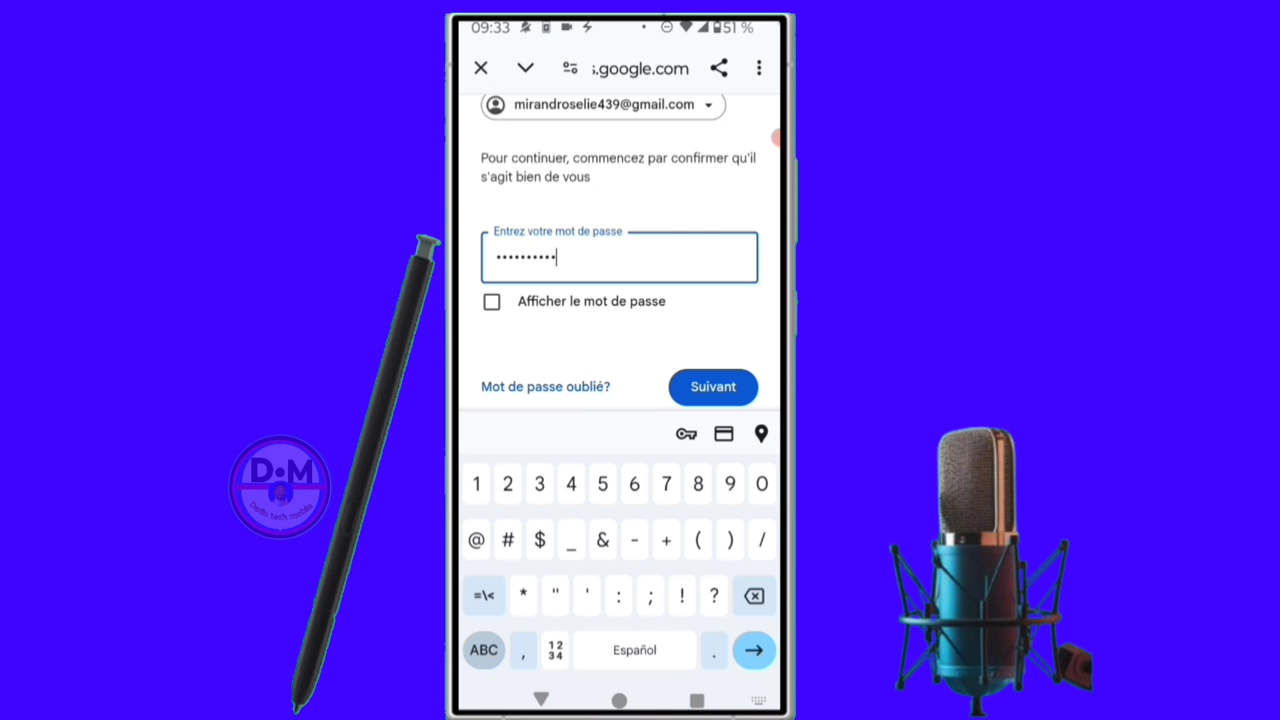 09:33
51 %
s.google.com
mirandroselie439@gmail.com
Pour continuer, commencez par confirmer qu'il
s'agit bien de vous
Entrez votre mot de passe
••••••••••
Afficher le mot de passe
Mot de passe oublié?
Suivant
1 2 3 4 5 6 7 8 9 0
@ # $ _ & - + ( ) /
=\< * " ' : ; ! ?
ABC , 12 34 Español .
D•M